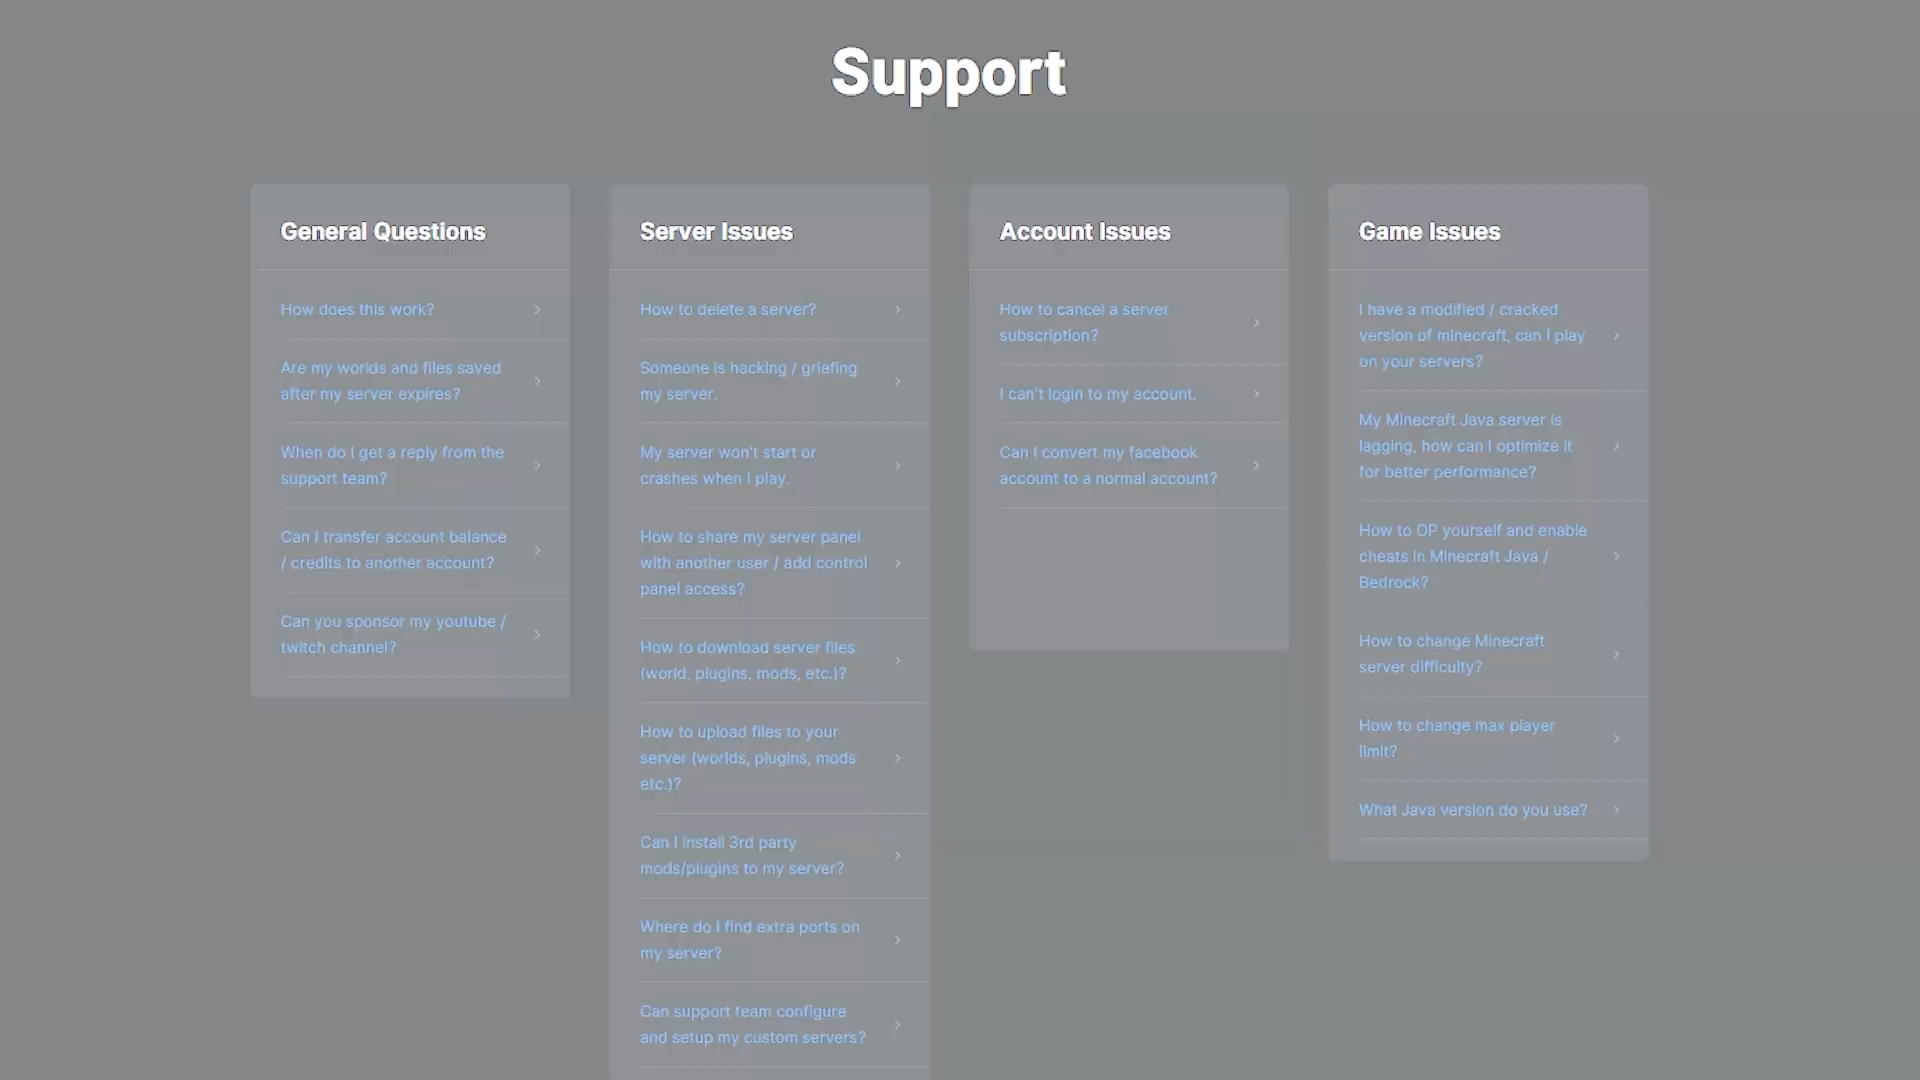 Support
General Questions
How does this work?
Are my worlds and files saved
after my server expires?
When do I get a reply from the
support team?
Can I transfer account balance
/ credits to another account?
Can you sponsor my youtube /
twitch channel?
Server Issues
How to delete a server?
Someone is hacking / griefing
my server.
My server won't start or
crashes when I play.
How to share my server panel
with another user / add control
panel access?
How to download server files
(world, plugins, mods, etc.)?
How to upload files to your
server (worlds, plugins, mods
etc.)?
Can I install 3rd party
mods/plugins to my server?
Where do I find extra ports on
my server?
Can support team configure
and setup my custom servers?
Account Issues
How to cancel a server
subscription?
I can't login to my account.
Can I convert my facebook
account to a normal account?
Game Issues
I have a modified / cracked
version of minecraft, can I play
on your servers?
My Minecraft Java server is
lagging, how can I optimize it
for better performance?
How to OP yourself and enable
cheats in Minecraft Java /
Bedrock?
How to change Minecraft
server difficulty?
How to change max player
limit?
What Java version do you use?